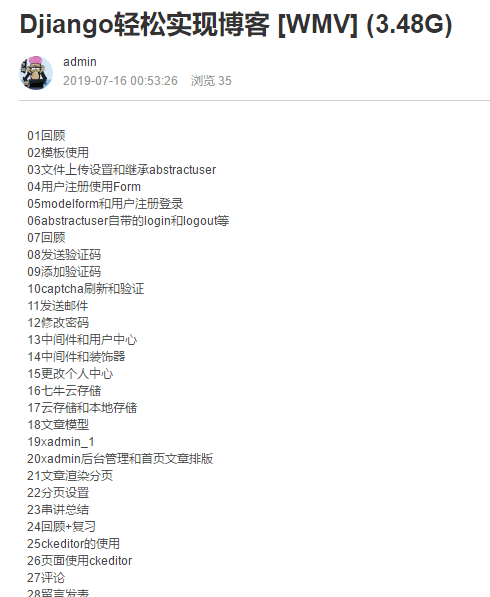 Djiango轻松实现博客 [WMV] (3.48G)
admin
2019-07-16 00:53:26 浏览 35
01回顾
02模板使用
03文件上传设置和继承abstractuser
04用户注册使用Form
05modelform和用户注册登录
06abstractuser自带的login和logout等
07回顾
08发送验证码
09添加验证码
10captcha刷新和验证
11发送邮件
12修改密码
13中间件和用户中心
14中间件和装饰器
15更改个人中心
16七牛云存储
17云存储和本地存储
18文章模型
19xadmin_1
20xadmin后台管理和首页文章排版
21文章渲染分页
22分页设置
23串讲总结
24回顾+复习
25ckeditor的使用
26页面使用ckeditor
27评论
28留言发表